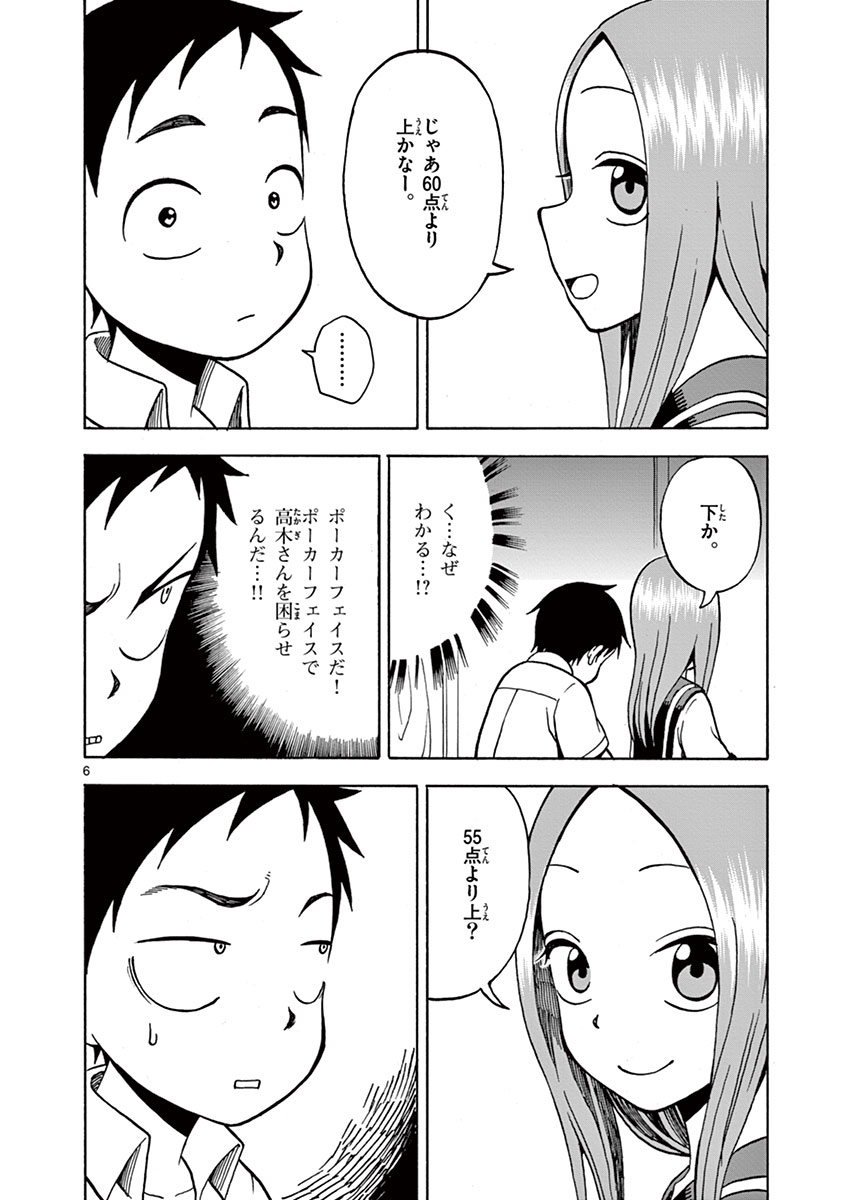 じゃあ60点より
上かなー。
………
下か。
く…なぜ
わかる…!?
ポーカーフェイスだ！
ポーカーフェイスで
高木さんを困らせ
るんだ…!!
6
55点より上？